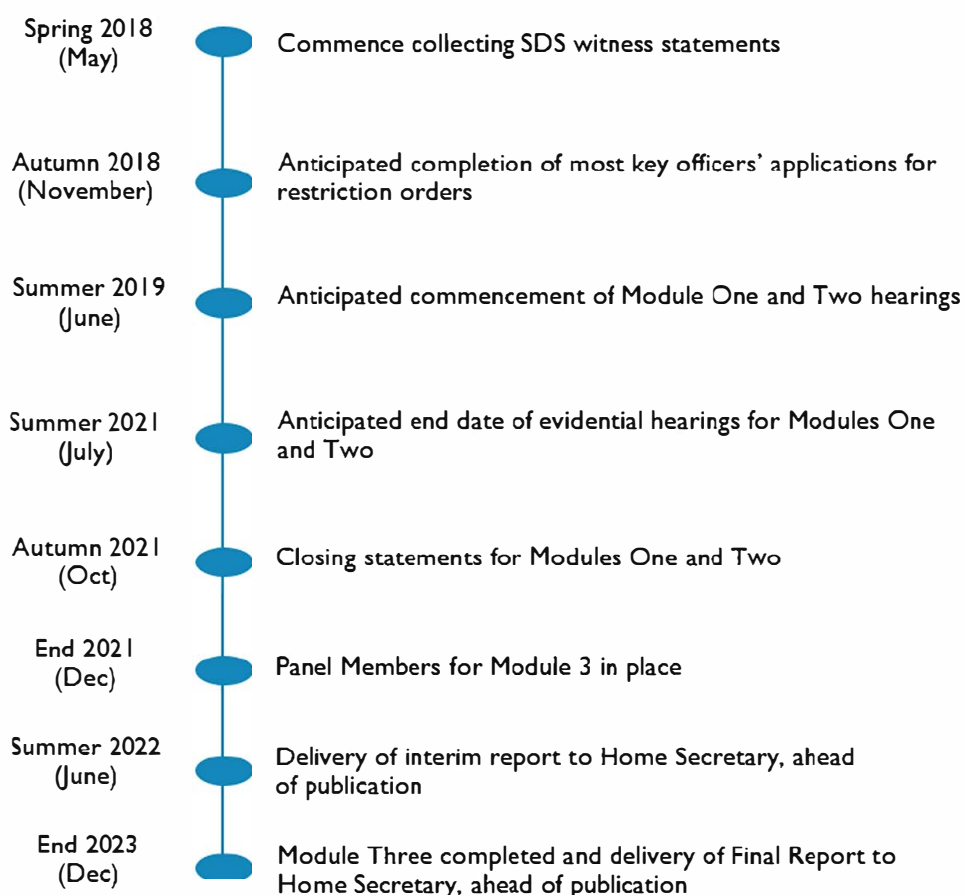 Spring 2018
(May)
Commence collecting SDS witness statements
Autumn 2018
(November)
Anticipated completion of most key officers’ applications for
restriction orders
Summer 2019
(June)
Anticipated commencement of Module One and Two hearings
Summer 2021
(July)
Anticipated end date of evidential hearings for Modules One
and Two
Autumn 2021
(Oct)
Closing statements for Modules One and Two
End 2021
(Dec)
Panel Members for Module 3 in place
Summer 2022
(June)
Delivery of interim report to Home Secretary, ahead
of publication
End 2023
(Dec)
Module Three completed and delivery of Final Report to
Home Secretary, ahead of publication